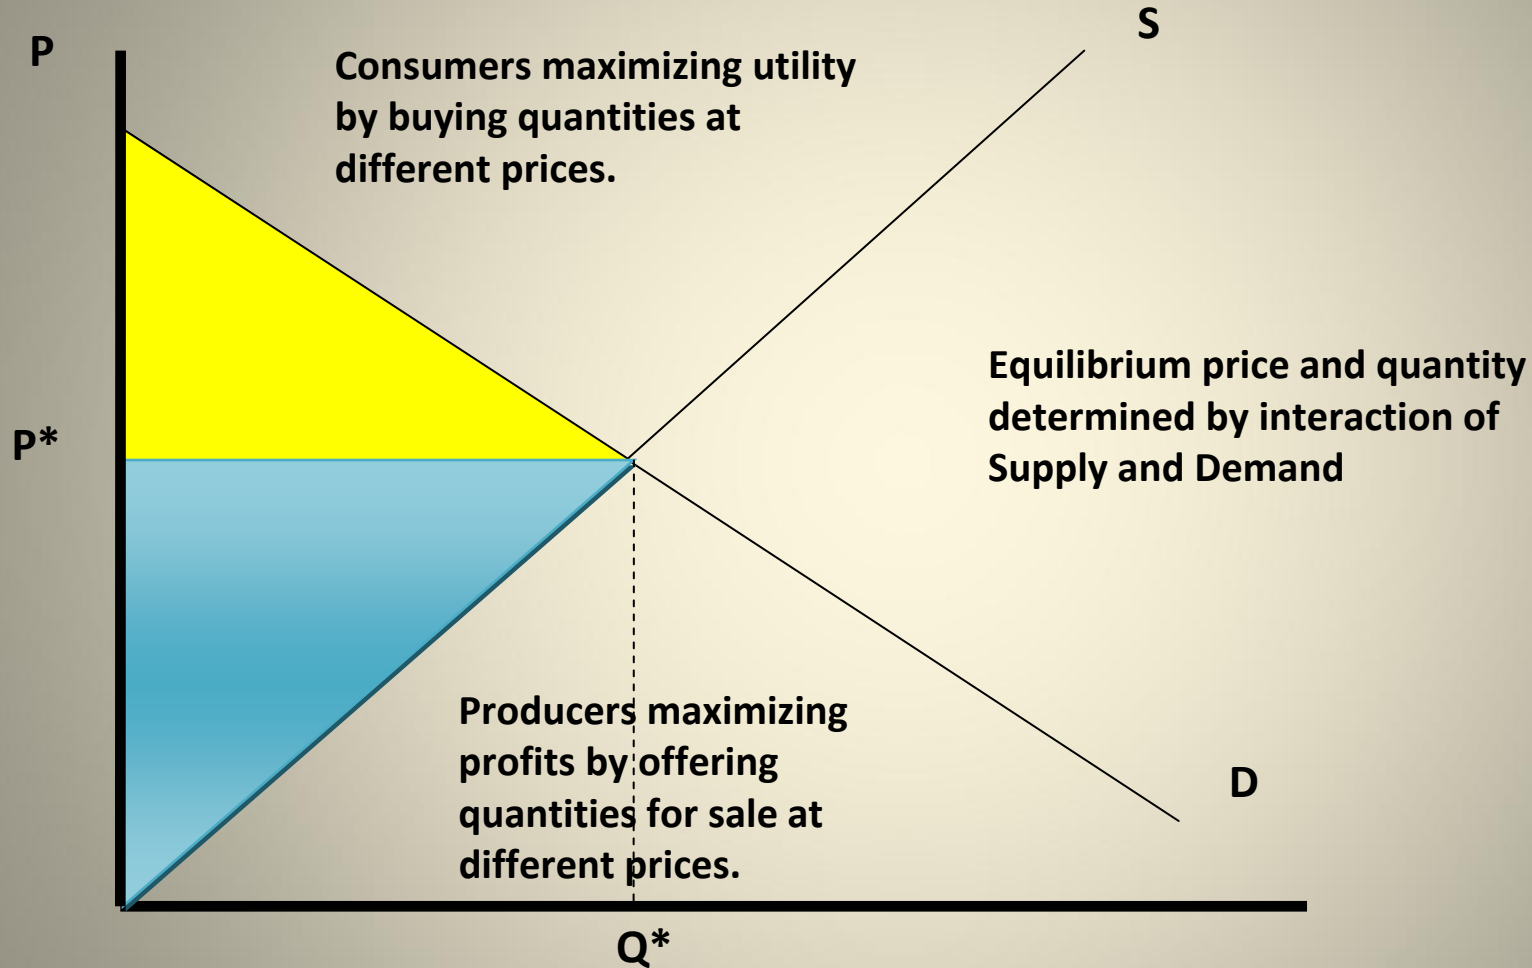 S
P
Consumers maximizing utility
by buying quantities at
different prices.
Equilibrium price and quantity
determined by interaction of
Supply and Demand
P*
Producers maximizing
profits by offering
quantities for sale at
different prices.
D
Q*